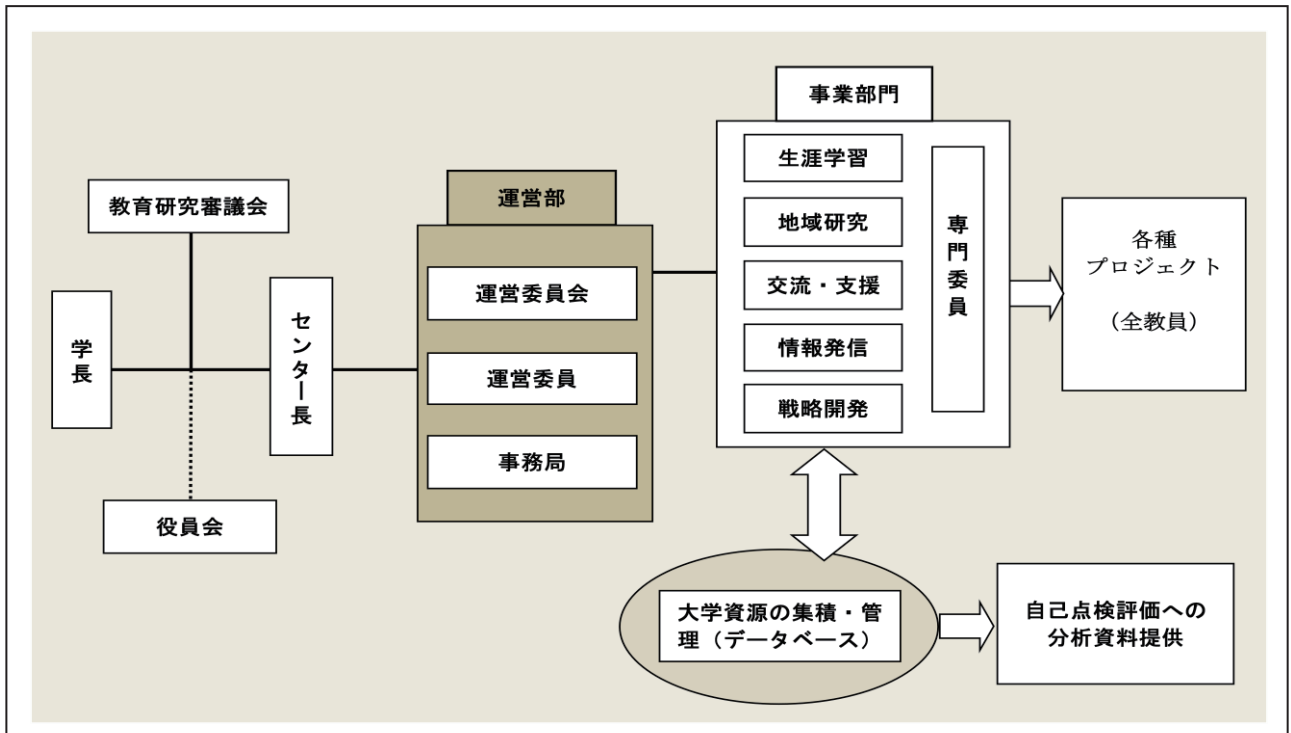 事業部門
生涯学習
地域研究
交流・支援
情報発信
戦略開発
専門委員
各種
プロジェクト
（全教員）
運営部
運営委員会
運営委員
事務局
教育研究審議会
学長
センター長
役員会
大学資源の集積・管
理（データベース）
自己点検評価への
分析資料提供